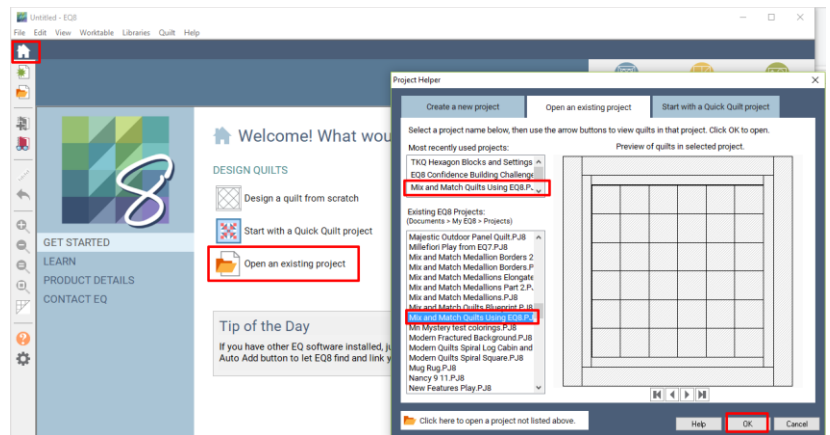 Untitled - EQ8
File Edit View Worktable Libraries Quilt Help
Welcome! What wou
DESIGN QUILTS
Design a quilt from scratch
Start with a Quick Quilt project
Open an existing project
8
GET STARTED
LEARN
PRODUCT DETAILS
CONTACT EQ
Tip of the Day
If you have other EQ software installed, ju
Auto Add button to let EQ8 find and link y
Project Helper
Create a new project
Open an existing project
Start with a Quick Quilt project
Select a project name below, then use the arrow buttons to view quilts in that project. Click OK to open.
Most recently used projects:
Preview of quilts in selected project.
TKQ Hexagon Blocks and Settings
EQ8 Confidence Building Challenge
Mix and Match Quilts Using EQ8.P
Existing EQ8 Projects:
(Documents > My EQ8 > Projects)
Majestic Outdoor Panel Quilt.PJ8
Millefiori Play from EQ7.PJ8
Mix and Match Medallion Borders 2
Mix and Match Medallion Borders.P
Mix and Match Medallions Elongate
Mix and Match Medallions Part 2.P
Mix and Match Medallions.PJ8
Mix and Match Quilts Blueprint.PJ8
Mix and Match Quilts Using EQ8.PJ
Mn Mystery test colorings.PJ8
Modern Fractured Background.PJ8
Modern Quilts Spiral Log Cabin and
Modern Quilts Spiral Square.PJ8
Mug Rug.PJ8
Nancy 9 11.PJ8
New Features Play.PJ8
Click here to open a project not listed above.
Help
OK
Cancel